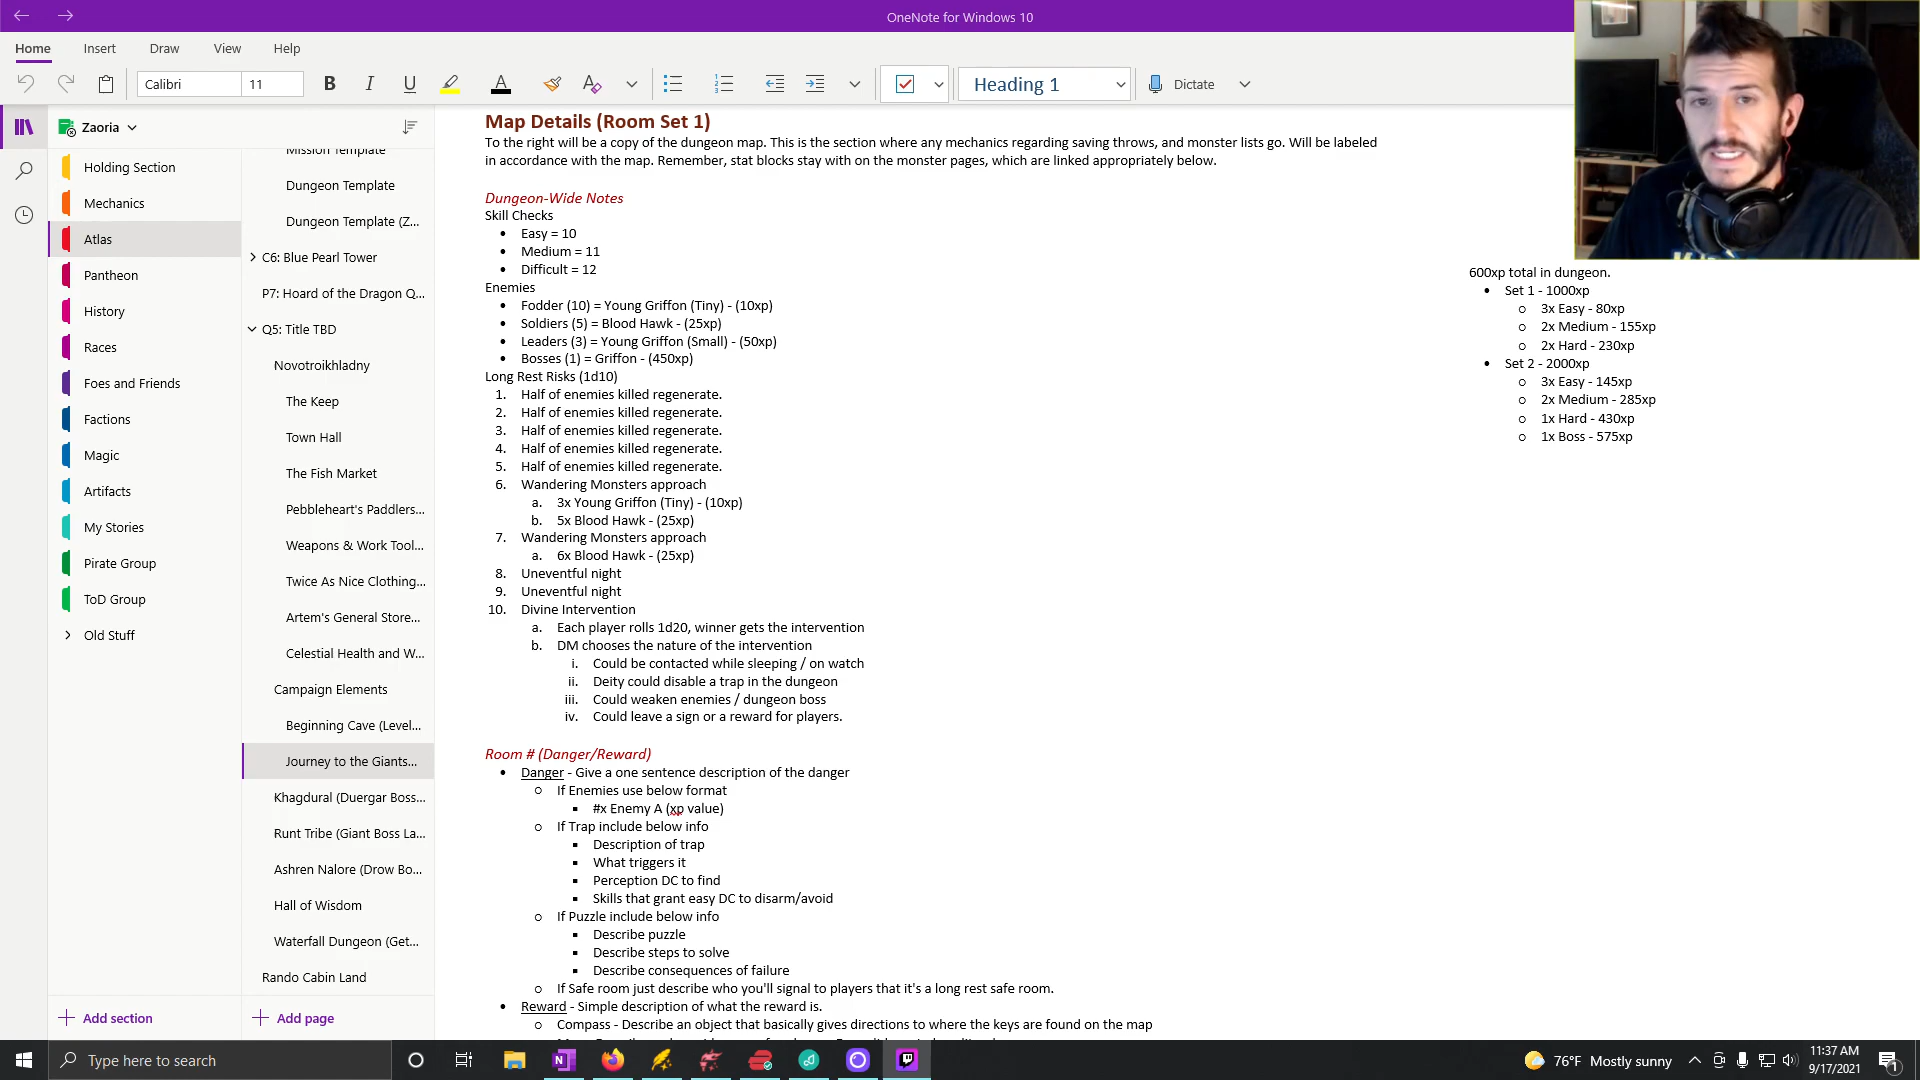 OneNote for Windows 10
Home
Insert
Draw
View
Help
Calibri
11
B
I
U
A
A
Heading 1
Dictate
Zaoria
Holding Section
Mechanics
Atlas
Pantheon
History
Races
Foes and Friends
Factions
Magic
Artifacts
My Stories
Pirate Group
ToD Group
Old Stuff
Add section
Mission Template
Dungeon Template
Dungeon Template (Z...
C6: Blue Pearl Tower
P7: Hoard of the Dragon Q...
Q5: Title TBD
Novotroikhladny
The Keep
Town Hall
The Fish Market
Pebbleheart's Paddlers...
Weapons & Work Tool...
Twice As Nice Clothing...
Artem's General Store...
Celestial Health and W...
Campaign Elements
Beginning Cave (Level...
Journey to the Giants...
Khagdural (Duergar Boss...
Runt Tribe (Giant Boss La...
Ashren Nalore (Drow Bo...
Hall of Wisdom
Waterfall Dungeon (Get...
Rando Cabin Land
Add page
Map Details (Room Set 1)
To the right will be a copy of the dungeon map. This is the section where any mechanics regarding saving throws, and monster lists go. Will be labeled
in accordance with the map. Remember, stat blocks stay with on the monster pages, which are linked appropriately below.
Dungeon-Wide Notes
Skill Checks
• Easy = 10
• Medium = 11
• Difficult = 12
Enemies
• Fodder (10) = Young Griffon (Tiny) - (10xp)
• Soldiers (5) = Blood Hawk - (25xp)
• Leaders (3) = Young Griffon (Small) - (50xp)
• Bosses (1) = Griffon - (450xp)
Long Rest Risks (1d10)
1. Half of enemies killed regenerate.
2. Half of enemies killed regenerate.
3. Half of enemies killed regenerate.
4. Half of enemies killed regenerate.
5. Half of enemies killed regenerate.
6. Wandering Monsters approach
a. 3x Young Griffon (Tiny) - (10xp)
b. 5x Blood Hawk - (25xp)
7. Wandering Monsters approach
a. 6x Blood Hawk - (25xp)
8. Uneventful night
9. Uneventful night
10. Divine Intervention
a. Each player rolls 1d20, winner gets the intervention
b. DM chooses the nature of the intervention
i. Could be contacted while sleeping / on watch
ii. Deity could disable a trap in the dungeon
iii. Could weaken enemies / dungeon boss
iv. Could leave a sign or a reward for players.
Room # (Danger/Reward)
• Danger - Give a one sentence description of the danger
o If Enemies use below format
▪ #x Enemy A (xp value)
o If Trap include below info
▪ Description of trap
▪ What triggers it
▪ Perception DC to find
▪ Skills that grant easy DC to disarm/avoid
o If Puzzle include below info
▪ Describe puzzle
▪ Describe steps to solve
▪ Describe consequences of failure
o If Safe room just describe who you'll signal to players that it's a long rest safe room.
• Reward - Simple description of what the reward is.
o Compass - Describe an object that basically gives directions to where the keys are found on the map
600xp total in dungeon.
• Set 1 - 1000xp
o 3x Easy - 80xp
o 2x Medium - 155xp
o 2x Hard - 230xp
• Set 2 - 2000xp
o 3x Easy - 145xp
o 2x Medium - 285xp
o 1x Hard - 430xp
o 1x Boss - 575xp
Type here to search
76°F Mostly sunny
11:37 AM
9/17/2021
1